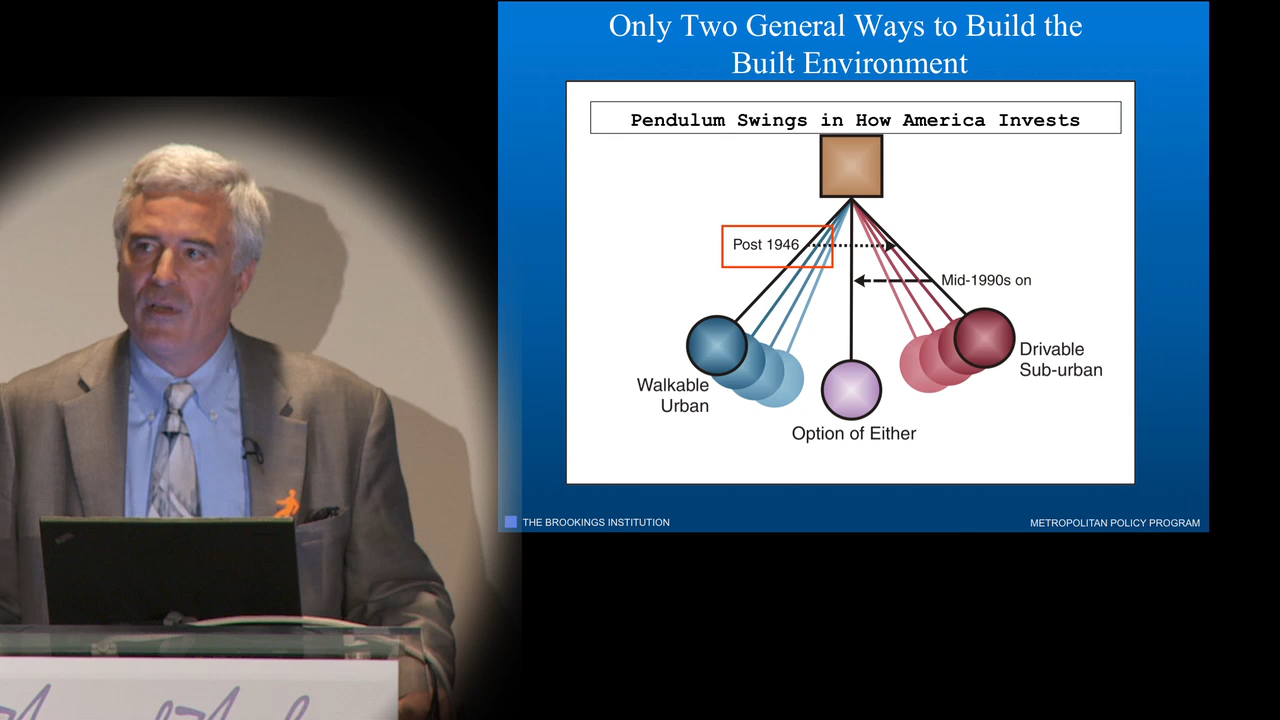 Only Two General Ways to Build the
Built Environment
Pendulum Swings in How America Invests
Post 1946
Mid-1990s on
Drivable
Sub-urban
Walkable
Urban
Option of Either
THE BROOKINGS INSTITUTION
METROPOLITAN POLICY PROGRAM